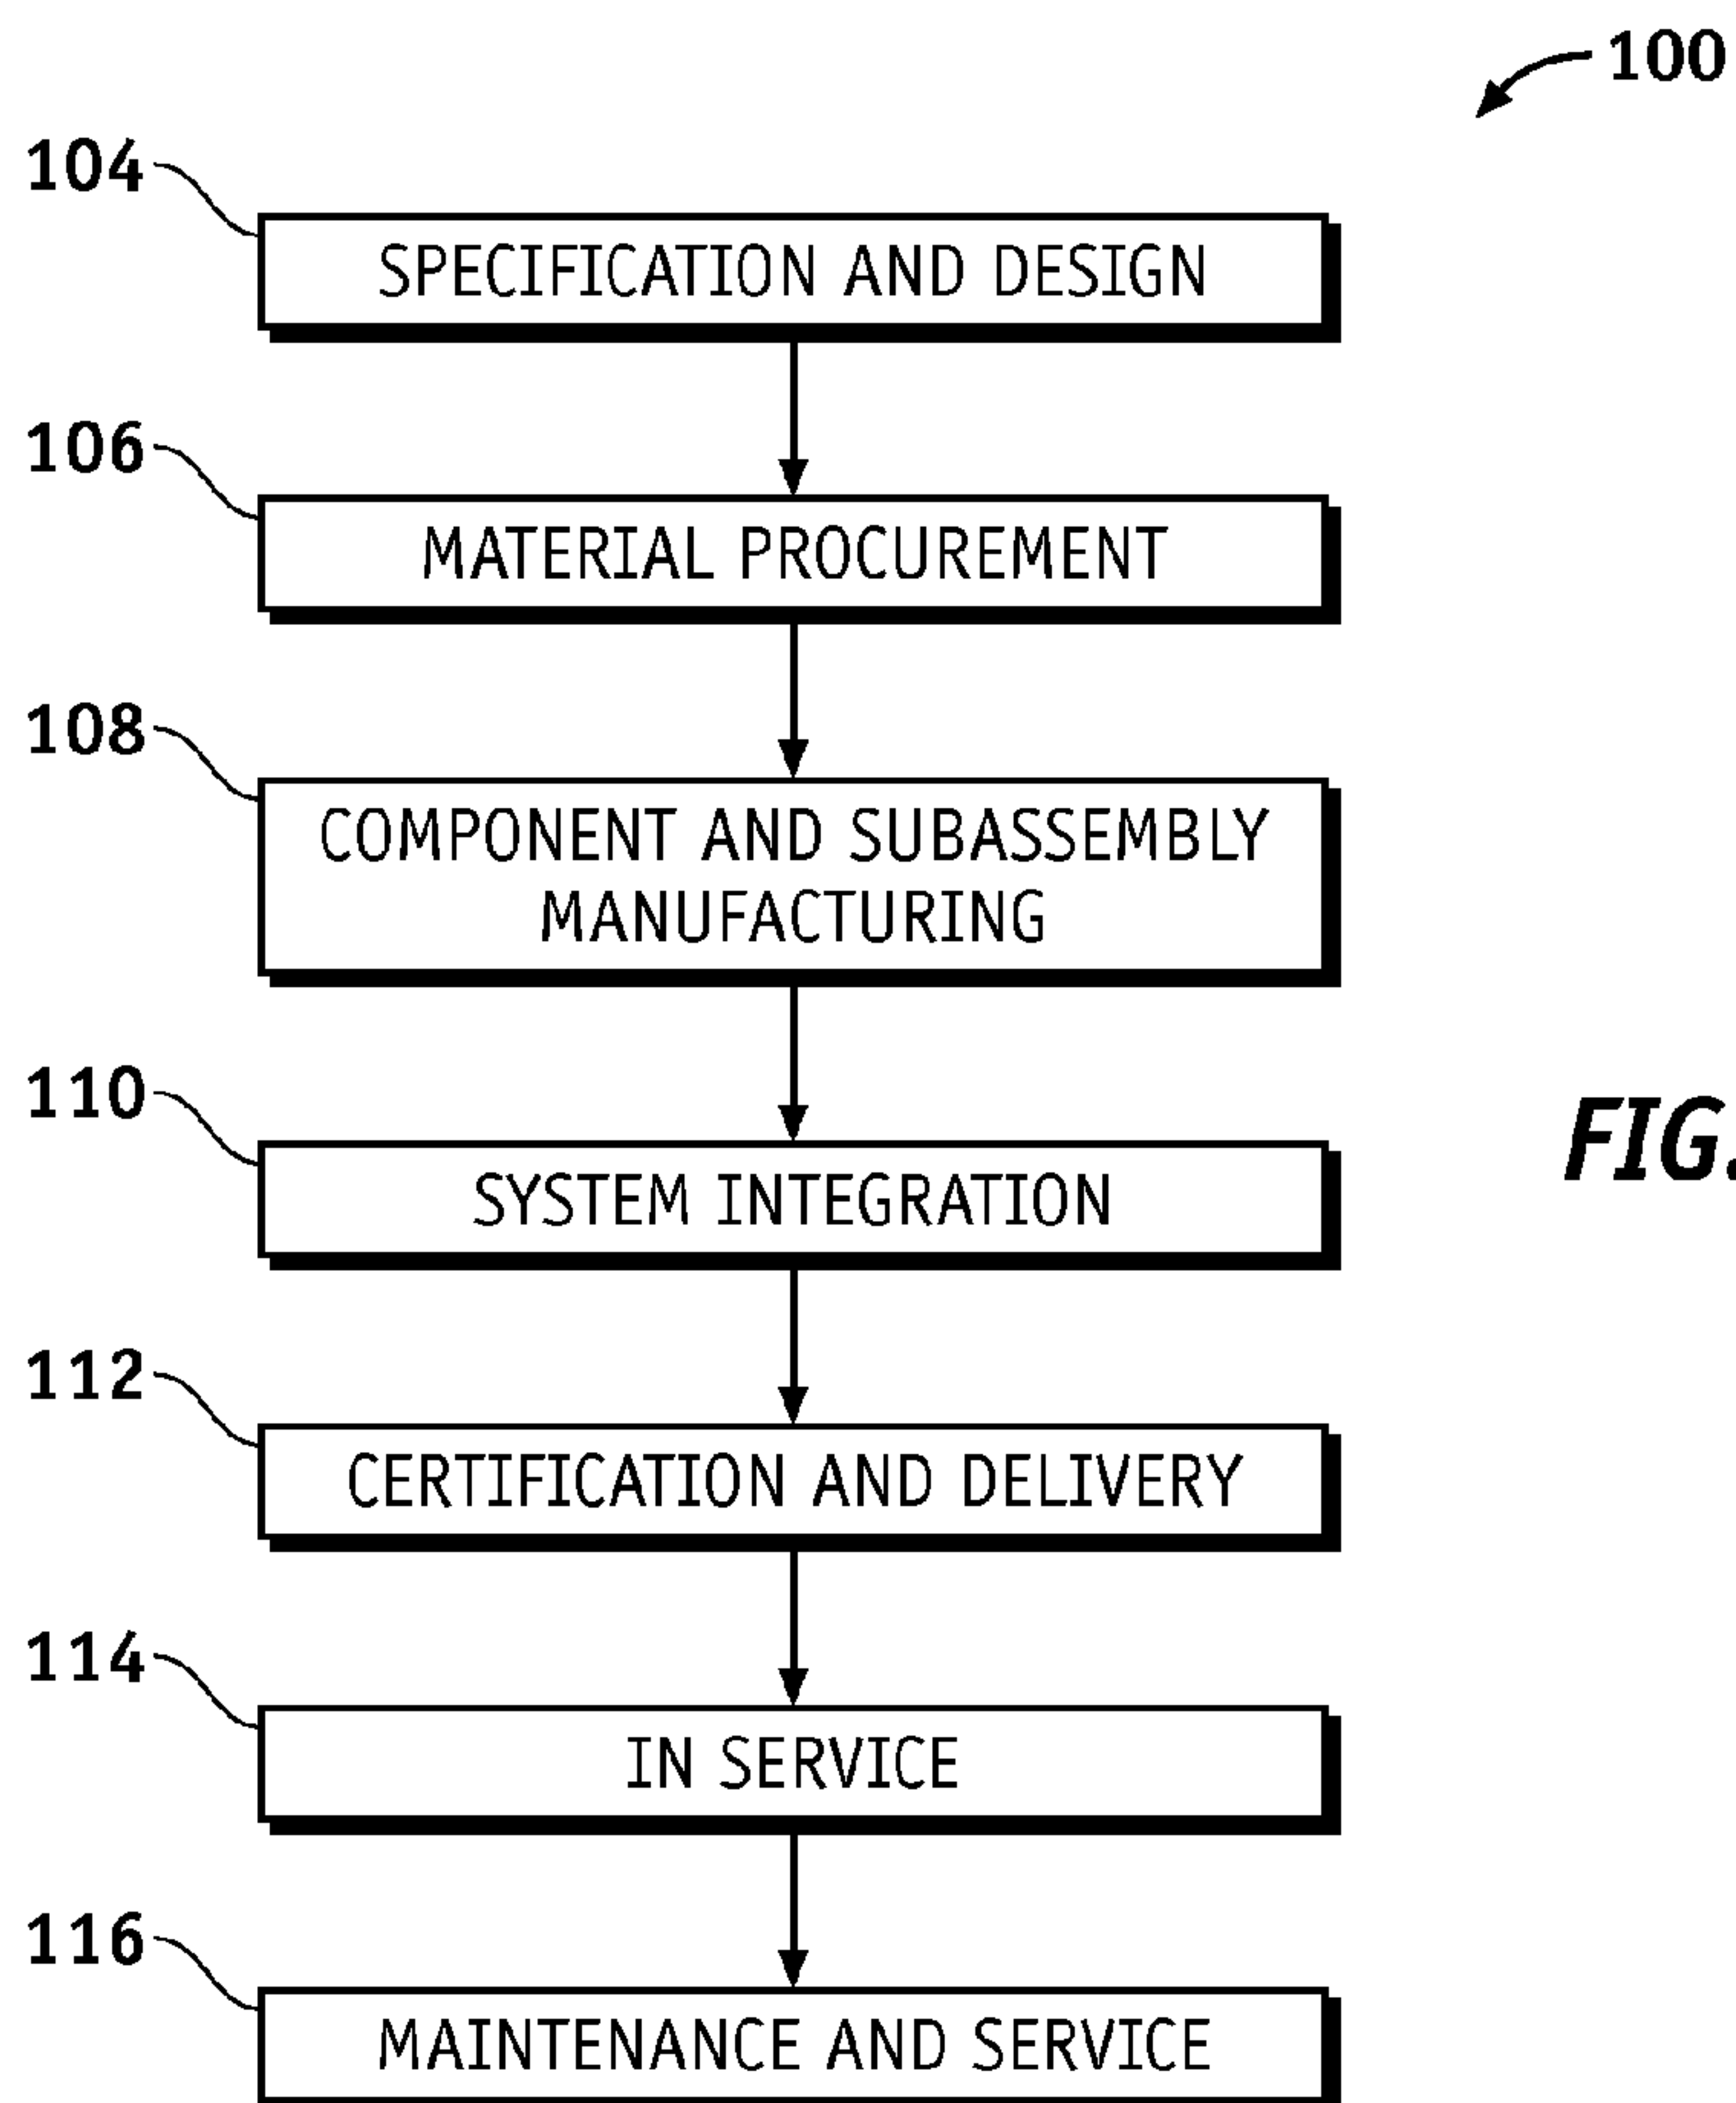 100
104
SPECIFICATION AND DESIGN
106
MATERIAL PROCUREMENT
108
COMPONENT AND SUBASSEMBLY
MANUFACTURING
110
SYSTEM INTEGRATION
FIG.
112
CERTIFICATION AND DELIVERY
114
IN SERVICE
116
MAINTENANCE AND SERVICE